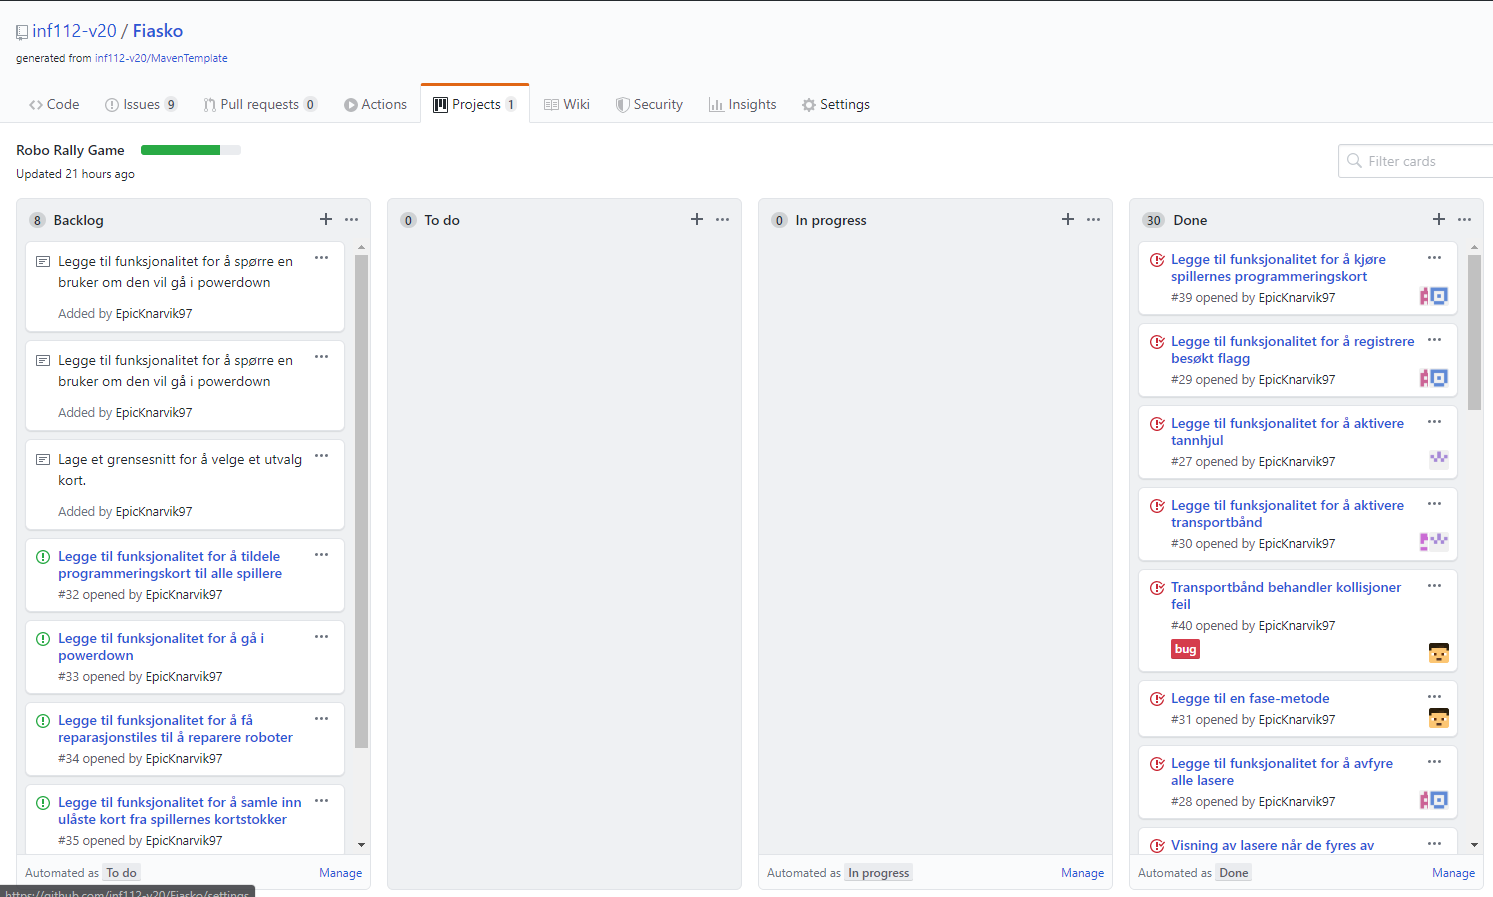 inf112-v20 / Fiasko
generated from inf112-v20/MavenTemplate
Code Issues 9 Pull requests 0 Actions Projects 1 Wiki Security Insights Settings
Robo Rally Game
Updated 21 hours ago
Filter cards
8 Backlog
Legge til funksjonalitet for å spørre en
bruker om den vil gå i powerdown
Added by EpicKnarvik97
Legge til funksjonalitet for å spørre en
bruker om den vil gå i powerdown
Added by EpicKnarvik97
Lage et grensesnitt for å velge et utvalg
kort.
Added by EpicKnarvik97
Legge til funksjonalitet for å tildele
programmeringskort til alle spillere
#32 opened by EpicKnarvik97
Legge til funksjonalitet for å gå i
powerdown
#33 opened by EpicKnarvik97
Legge til funksjonalitet for å få
reparasjonstiles til å reparere roboter
#34 opened by EpicKnarvik97
Legge til funksjonalitet for å samle inn
ulåste kort fra spillernes kortstokker
#35 opened by EpicKnarvik97
Automated as To do Manage
0 To do
0 In progress
Automated as In progress Manage
30 Done
Legge til funksjonalitet for å kjøre
spillernes programmeringskort
#39 opened by EpicKnarvik97
Legge til funksjonalitet for å registrere
besøkt flagg
#29 opened by EpicKnarvik97
Legge til funksjonalitet for å aktivere
tannhjul
#27 opened by EpicKnarvik97
Legge til funksjonalitet for å aktivere
transportbånd
#30 opened by EpicKnarvik97
Transportbånd behandler kollisjoner
feil
#40 opened by EpicKnarvik97
bug
Legge til en fase-metode
#31 opened by EpicKnarvik97
Legge til funksjonalitet for å avfyre
alle lasere
#28 opened by EpicKnarvik97
Visning av lasere når de fyres av
Automated as Done Manage
https://github.com/inf112-v20/Fiasko/settings